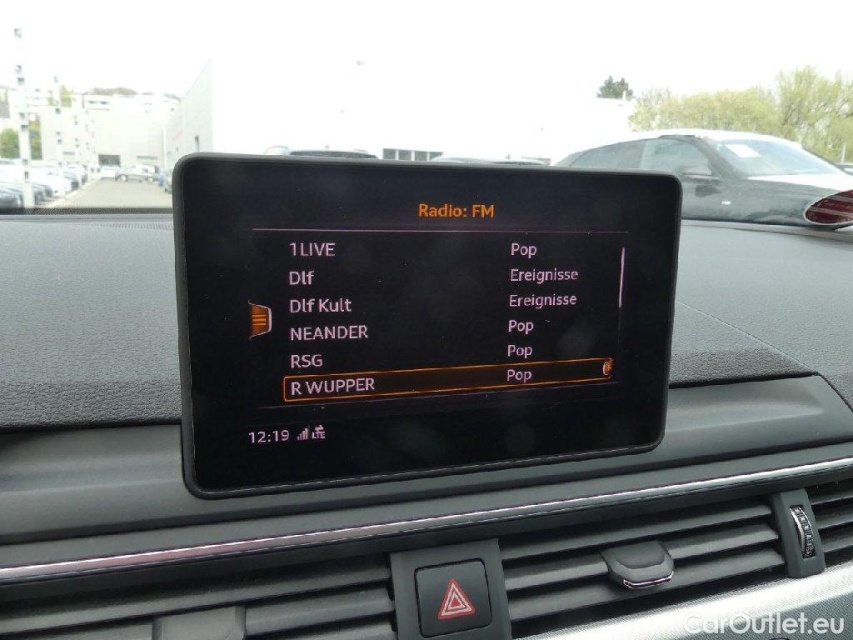 Radio: FM
1LIVE Pop
Dlf Ereignisse
Dlf Kult Ereignisse
NEANDER Pop
RSG Pop
R WUPPER Pop
12:19 LTE
CarOutlet.eu